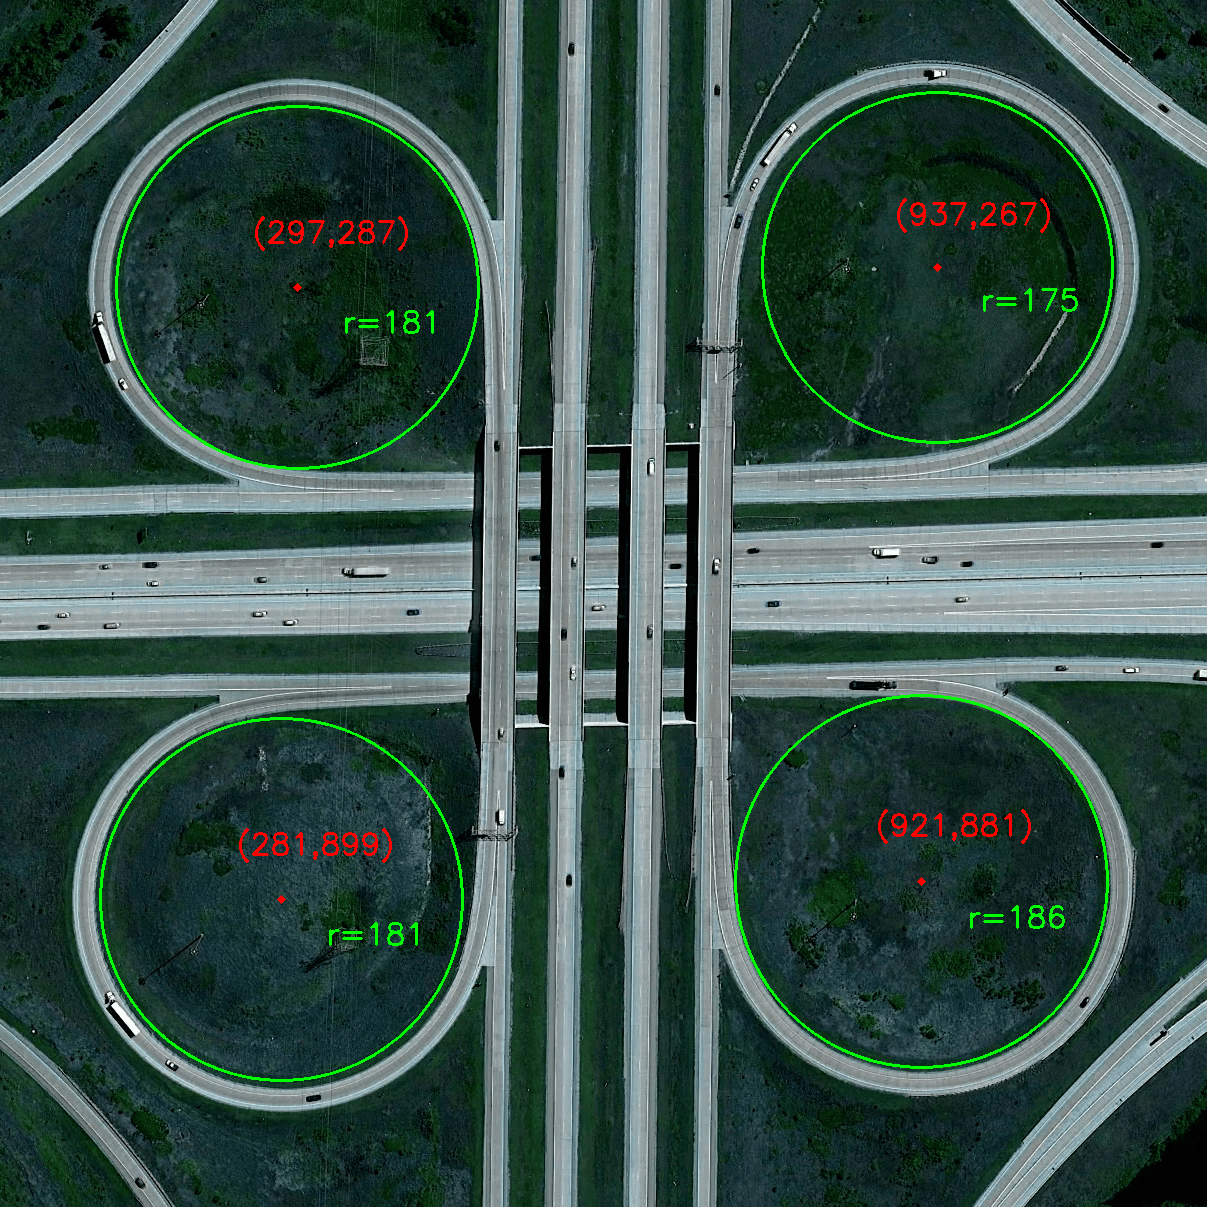 (297,287)
r=181
(937,267)
r=175
(281,899)
r=181
(921,881)
r=186